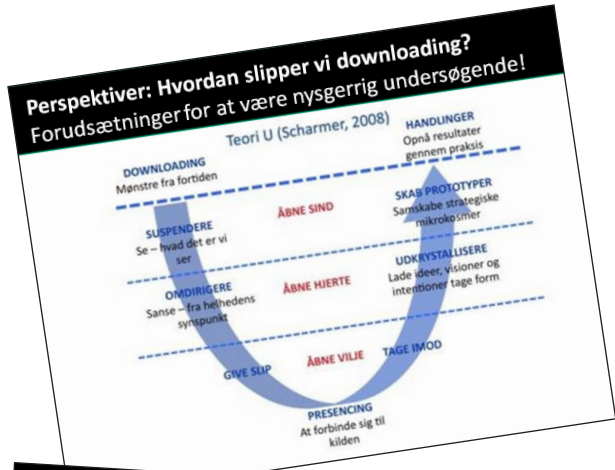 Perspektiver: Hvordan slipper vi downloading?
Forudsætninger for at være nysgerrig undersøgende!
Teori U (Scharmer, 2008)
DOWNLOADING
Mønstre fra fortiden
HANDLINGER
Opnå resultater
gennem praksis
ÅBNE SIND
SUSPENDERE
Se – hvad det er vi
ser
SKAB PROTOTYPER
Samskabe strategiske
mikrokosmer
ÅBNE HJERTE
OMDIRIGERE
Sanse – fra helhedens
synspunkt
UDKRYSTALLISERE
Lade ideer, visioner og
intentioner tage form
ÅBNE VILJE
GIVE SLIP
TAGE IMOD
PRESENCING
At forbinde sig til
kilden